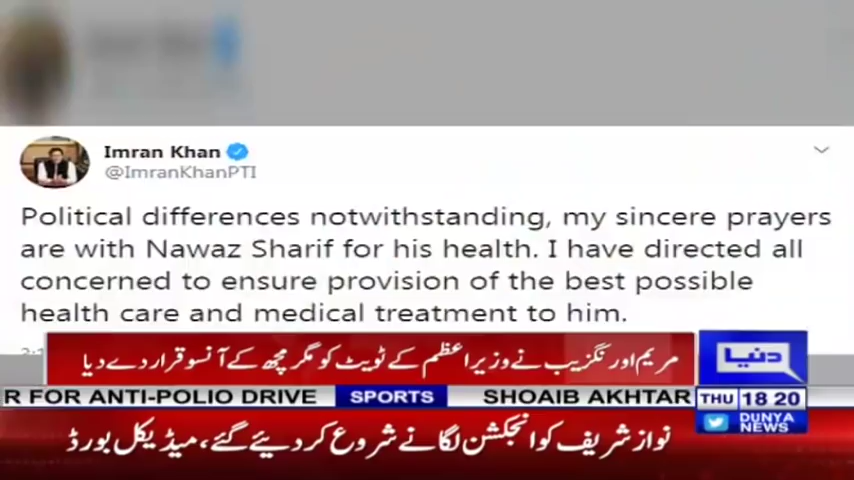 Imran Khan
@ImranKhanPTI
Political differences notwithstanding, my sincere prayers
are with Nawaz Sharif for his health. I have directed all
concerned to ensure provision of the best possible
health care and medical treatment to him.
مریم اورنگزیب نے وزیراعظم کے ٹویٹ کو مگرمچھ کے آنسو قرار دے دیا
دنیا
R FOR ANTI-POLIO DRIVE SPORTS SHOAIB AKHTAR
THU 18 20
DUNYA
NEWS
نواز شریف کو انجکشن لگانے شروع کر دیئے گئے، میڈیکل بورڈ